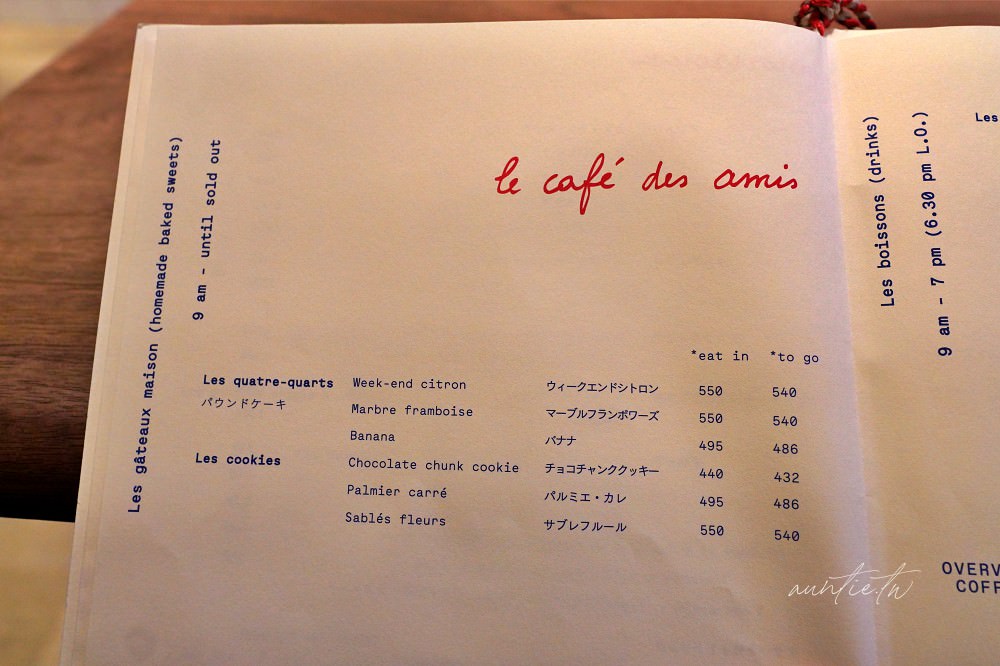 Les gâteaux maison (homemade baked sweets)
9 am - until sold out
le café des amis
*eat in *to go
Les quatre-quarts Week-end citron ウィークエンドシトロン 550 540
パウンドケーキ Marbre framboise マーブルフランボワーズ 550 540
Banana バナナ 495 486
Les cookies Chocolate chunk cookie チョコチャンククッキー 440 432
Palmier carré パルミエ・カレ 495 486
Sablés fleurs サブレフルール 550 540
Les boissons (drinks)
9 am - 7 pm (6.30 pm L.O.)
Les
OVERV
COFF
auntie.tw